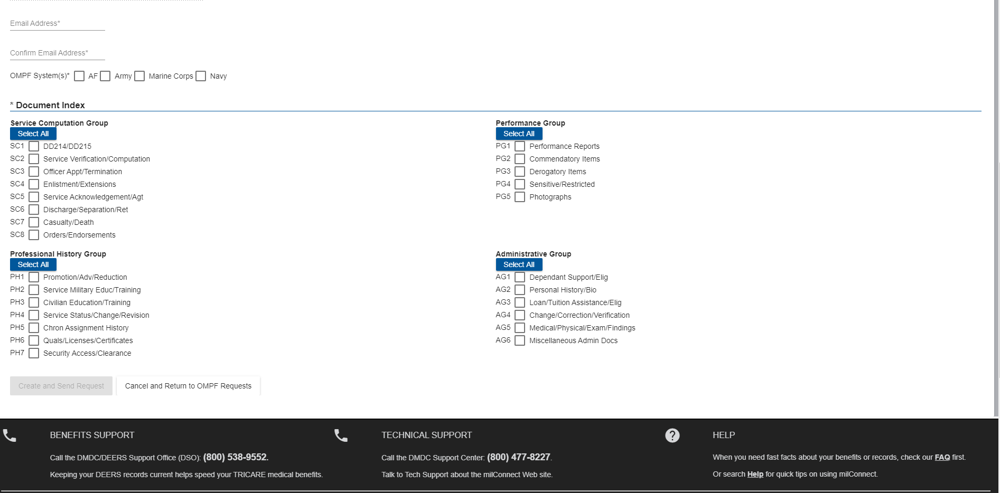 Email Address*
Confirm Email Address*
OMPF System(s)* AF Army Marine Corps Navy
* Document Index
Service Computation Group
Select All
SC1 DD214/DD215
SC2 Service Verification/Computation
SC3 Officer Appt/Termination
SC4 Enlistment/Extensions
SC5 Service Acknowledgement/Agt
SC6 Discharge/Separation/Ret
SC7 Casualty/Death
SC8 Orders/Endorsements
Performance Group
Select All
PG1 Performance Reports
PG2 Commendatory Items
PG3 Derogatory Items
PG4 Sensitive/Restricted
PG5 Photographs
Professional History Group
Select All
PH1 Promotion/Adv/Reduction
PH2 Service Military Educ/Training
PH3 Civilian Education/Training
PH4 Service Status/Change/Revision
PH5 Chron Assignment History
PH6 Quals/Licenses/Certificates
PH7 Security Access/Clearance
Administrative Group
Select All
AG1 Dependant Support/Elig
AG2 Personal History/Bio
AG3 Loan/Tuition Assistance/Elig
AG4 Change/Correction/Verification
AG5 Medical/Physical/Exam/Findings
AG6 Miscellaneous Admin Docs
Create and Send Request
Cancel and Return to OMPF Requests
BENEFITS SUPPORT
Call the DMDC/DEERS Support Office (DSO): (800) 538-9552.
Keeping your DEERS records current helps speed your TRICARE medical benefits.
TECHNICAL SUPPORT
Call the DMDC Support Center: (800) 477-8227.
Talk to Tech Support about the milConnect Web site.
HELP
When you need fast facts about your benefits or records, check our FAQ first.
Or search Help for quick tips on using milConnect.